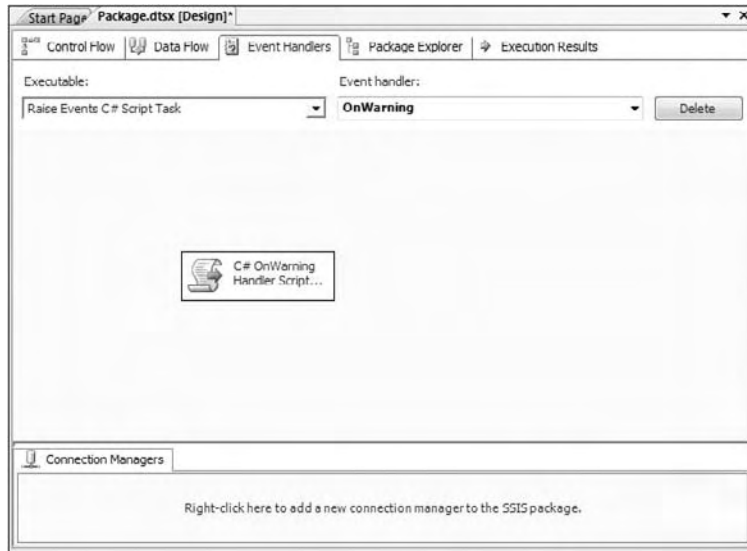 Start Page Package.dtsx [Design]*
Control Flow Data Flow Event Handlers Package Explorer Execution Results
Executable: Event handler:
Raise Events C# Script Task OnWarning Delete
C# OnWarning
Handler Script...
Connection Managers
Right-click here to add a new connection manager to the SSIS package.